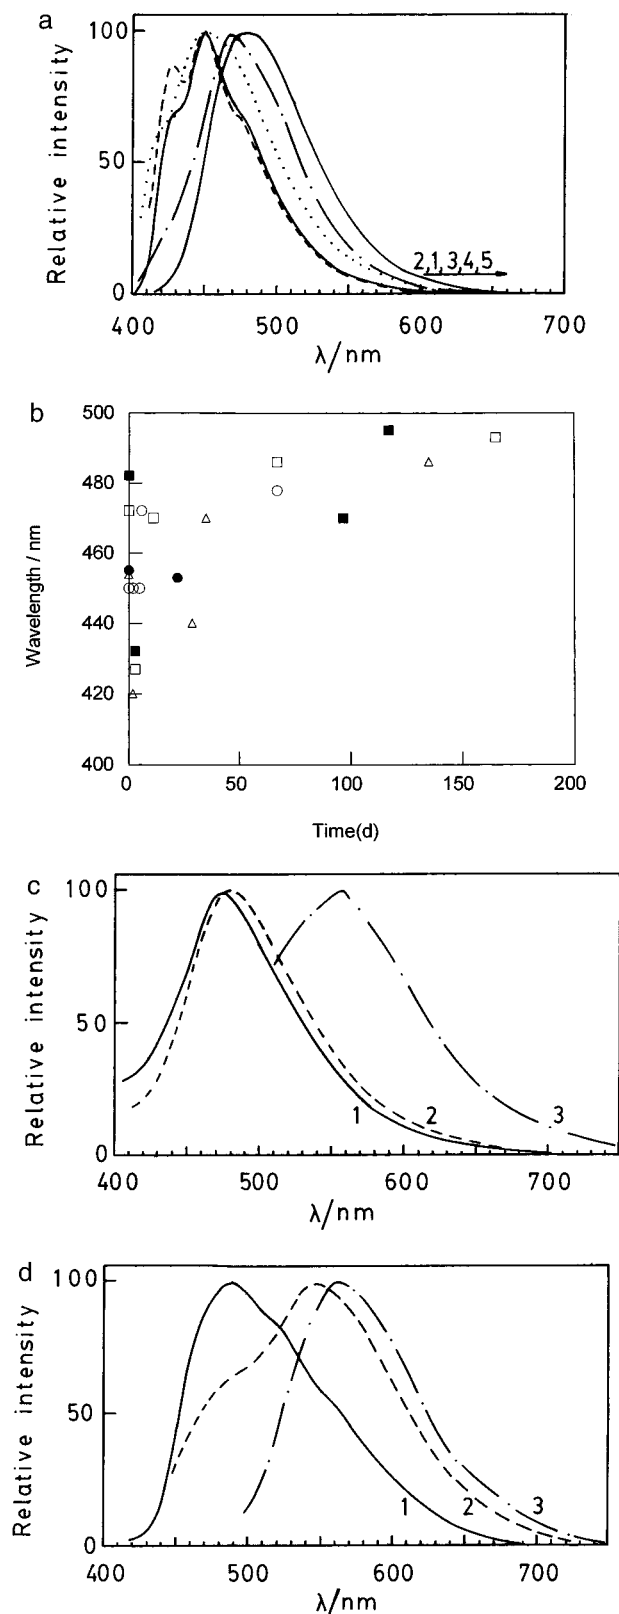 a
100
50
0
Relative intensity
2,1,3,4,5
400 500 600 700
λ/nm
b
500
480
460
440
420
400
Wavelength / nm
0 50 100 150 200
Time(d)
c
100
50
0
Relative intensity
1 2 3
400 500 600 700
λ/nm
d
100
50
0
Relative intensity
1 2 3
400 500 600 700
λ/nm